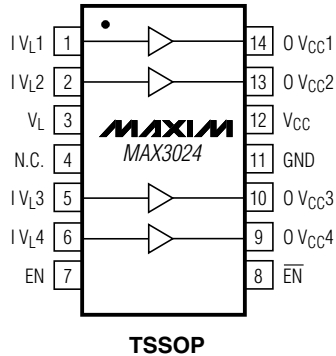 I VL1 1 14 O VCC1
I VL2 2 13 O VCC2
VL 3 12 VCC
MAXIM
N.C. 4 MAX3024 11 GND
I VL3 5 10 O VCC3
I VL4 6 9 O VCC4
EN 7 8 E̅N̅
TSSOP